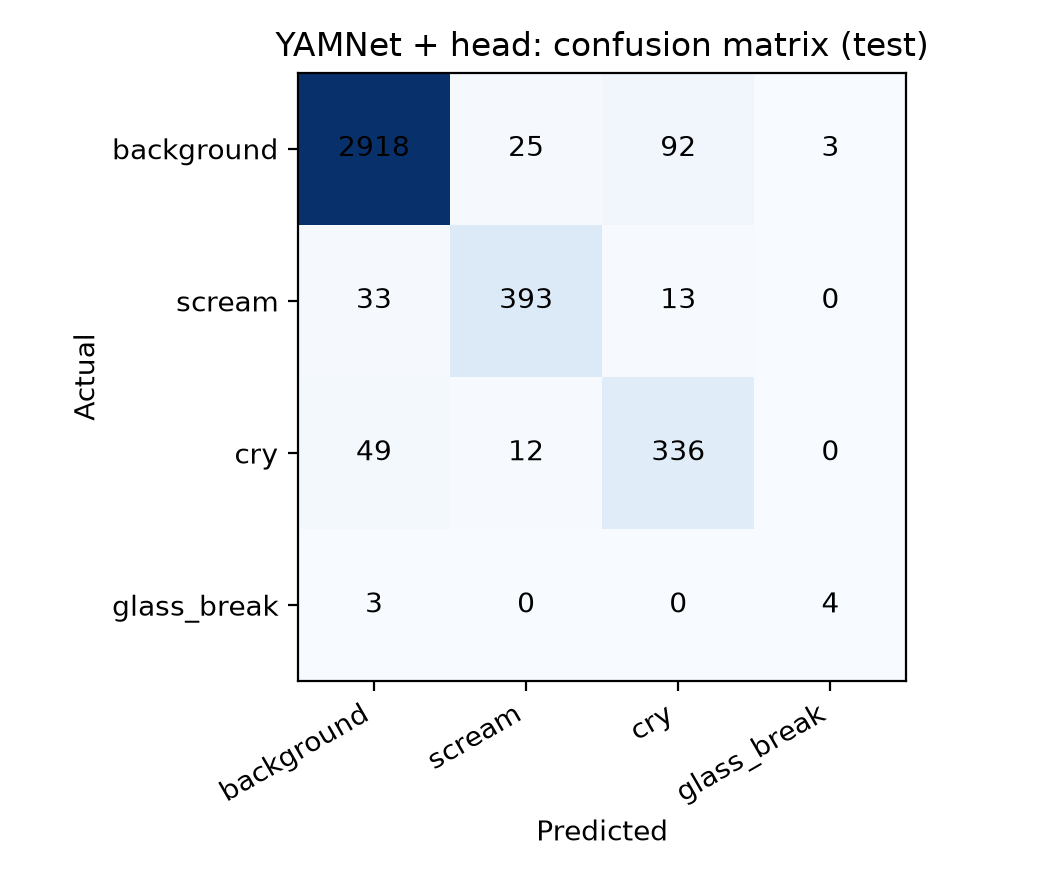 YAMNet + head: confusion matrix (test)
background 2918 25 92 3
scream 33 393 13 0
cry 49 12 336 0
glass_break 3 0 0 4
Actual
background scream cry glass_break
Predicted